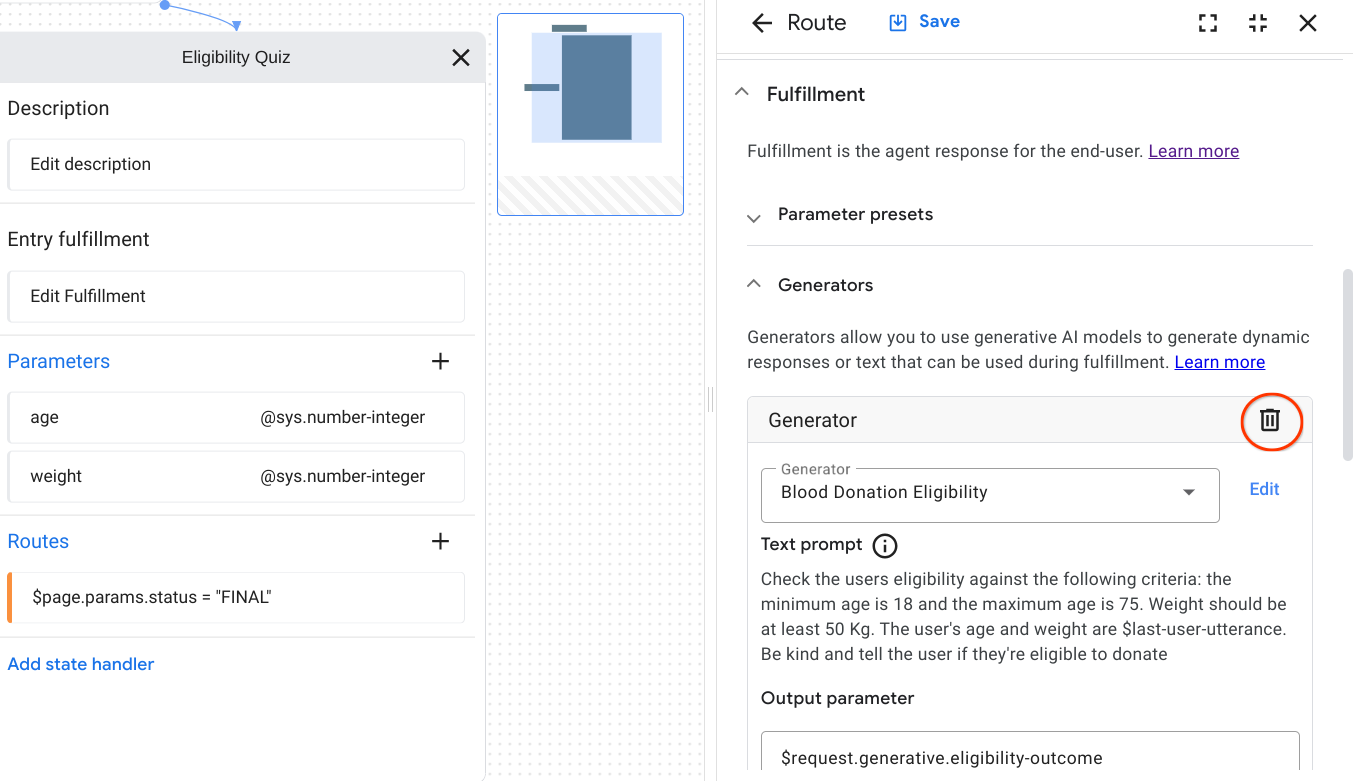 Eligibility Quiz
Description
Edit description
Entry fulfillment
Edit Fulfillment
Parameters
age @sys.number-integer
weight @sys.number-integer
Routes
$page.params.status = "FINAL"
Add state handler
Route Save
Fulfillment
Fulfillment is the agent response for the end-user. Learn more
Parameter presets
Generators
Generators allow you to use generative AI models to generate dynamic
responses or text that can be used during fulfillment. Learn more
Generator
Generator
Blood Donation Eligibility
Edit
Text prompt
Check the users eligibility against the following criteria: the
minimum age is 18 and the maximum age is 75. Weight should be
at least 50 Kg. The user's age and weight are $last-user-utterance.
Be kind and tell the user if they're eligible to donate
Output parameter
$request.generative.eligibility-outcome